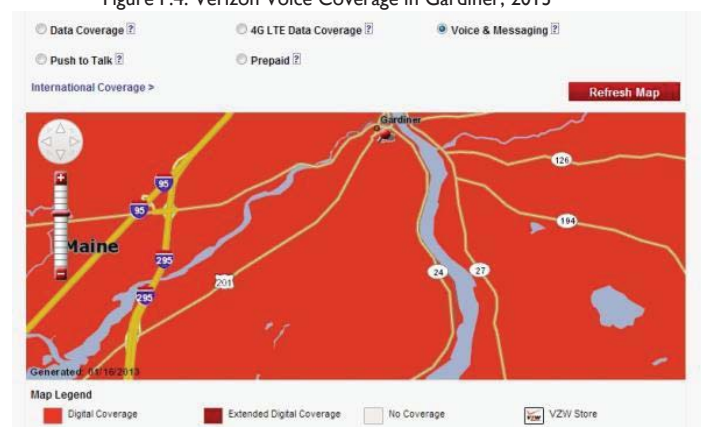 Figure F.4. Verizon Voice Coverage in Gardiner, 2013
Data Coverage ? 4G LTE Data Coverage ? Voice & Messaging ?
Push to Talk ? Prepaid ?
International Coverage >
Refresh Map
Gardiner
126
95
95
194
Maine
295
24
27
201
295
Generated: 01/16/2013
Map Legend
Digital Coverage Extended Digital Coverage No Coverage VZW Store